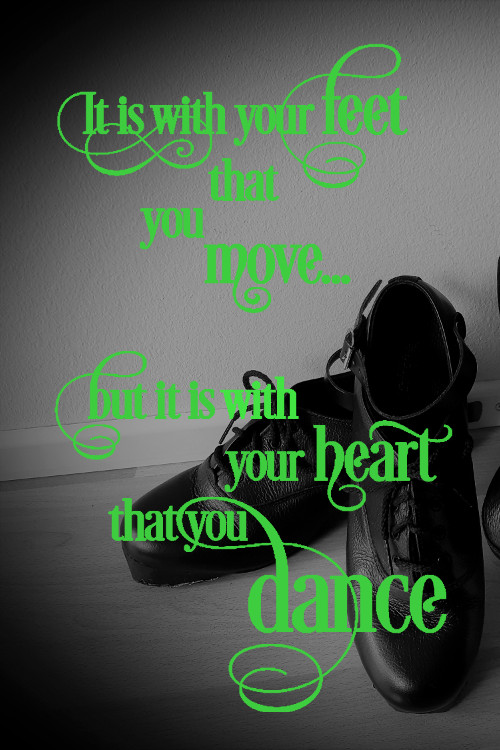 It is with your feet
that
you
move...
but it is with
your heart
that you
dance